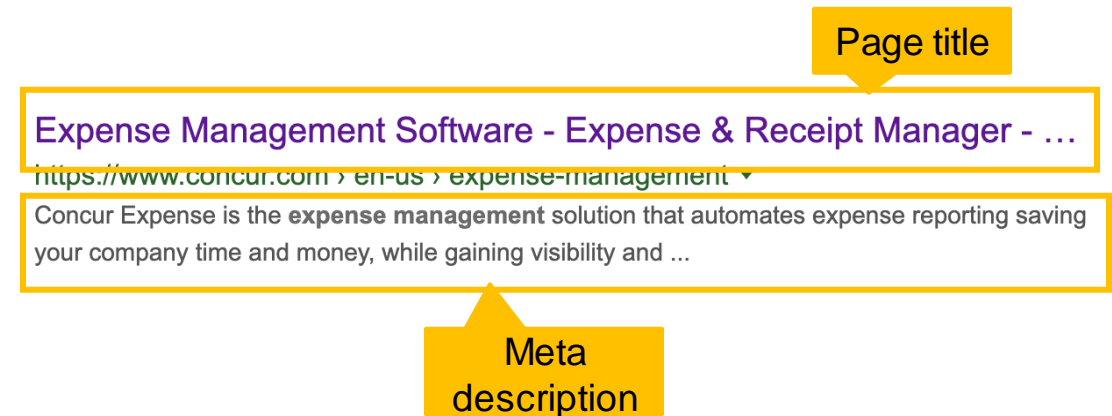 Page title
Expense Management Software - Expense & Receipt Manager - …
https://www.concur.com › en-us › expense-management
Concur Expense is the expense management solution that automates expense reporting saving
your company time and money, while gaining visibility and ...
Meta
description